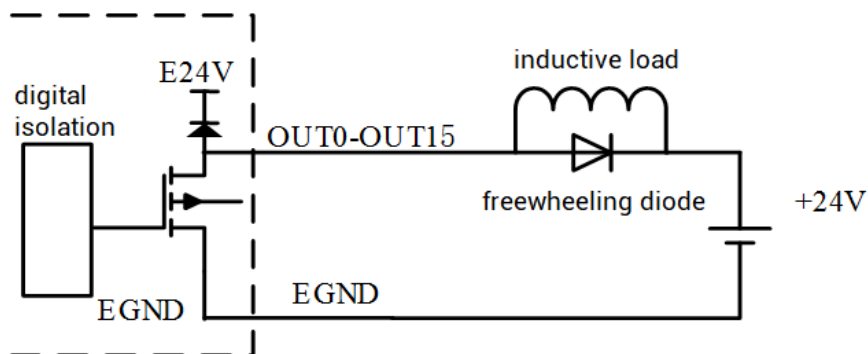 E24V
inductive load
digital
isolation
OUT0-OUT15
freewheeling diode
+24V
EGND
EGND